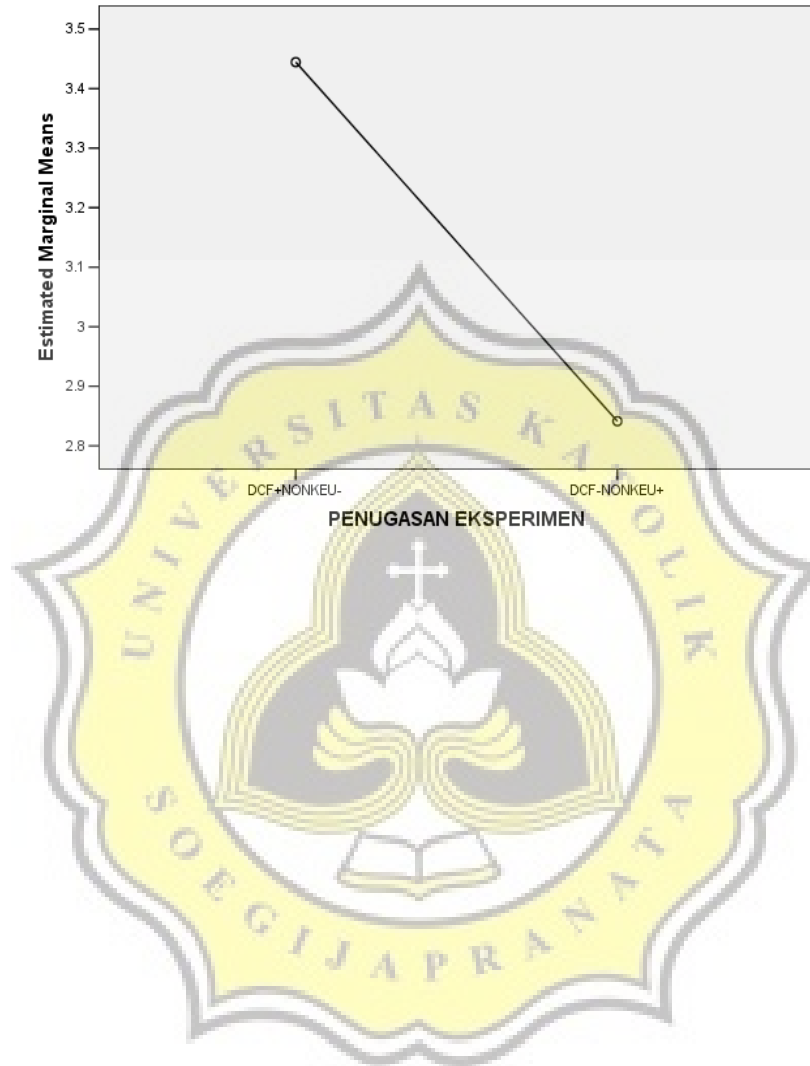 3.5
3.4
3.3
3.2
3.1
3
2.9
2.8
Estimated Marginal Means
DCF+NONKEU-
DCF-NONKEU+
PENUGASAN EKSPERIMEN
UNIVERSITAS KATOLIK
SOEGIJAPRANATA